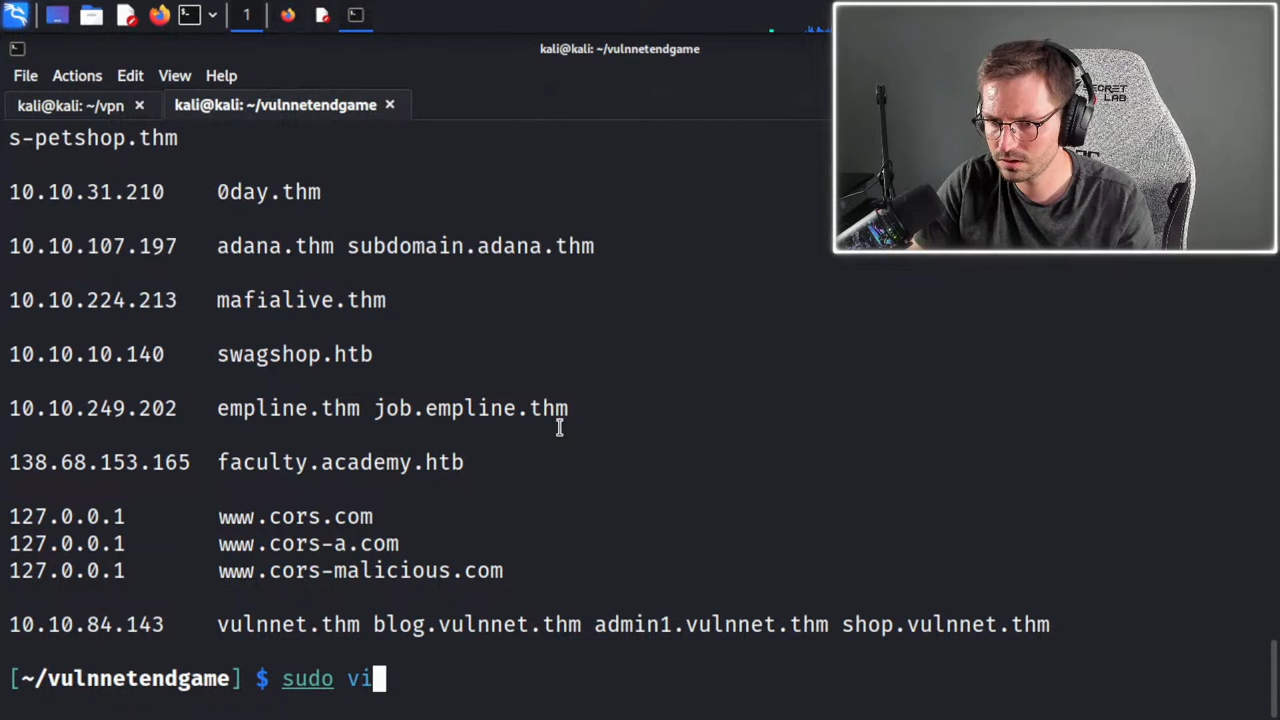 1
kali@kali: ~/vulnnetendgame
File Actions Edit View Help
kali@kali: ~/vpn × kali@kali: ~/vulnnetendgame ×
s-petshop.thm
10.10.31.210 0day.thm
10.10.107.197 adana.thm subdomain.adana.thm
10.10.224.213 mafialive.thm
10.10.10.140 swagshop.htb
10.10.249.202 empline.thm job.empline.thm
138.68.153.165 faculty.academy.htb
127.0.0.1 www.cors.com
127.0.0.1 www.cors-a.com
127.0.0.1 www.cors-malicious.com
10.10.84.143 vulnnet.thm blog.vulnnet.thm admin1.vulnnet.thm shop.vulnnet.thm
[~/vulnnetendgame] $ sudo vi
SECRET
LAB